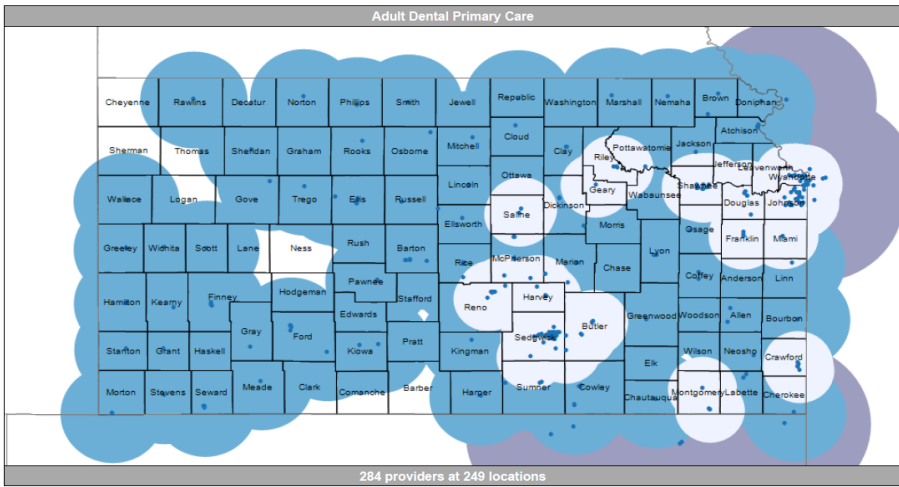 Adult Dental Primary Care
Cheyenne Rawlins Decatur Norton Phillips Smith Jewell Republic Washington Marshall Nemaha Brown Doniphan
Sherman Thomas Sheridan Graham Rooks Osborne Mitchell Cloud Clay Riley Pottawatomie Jackson Atchison
Jefferson Leavenworth Wyandotte
Wallace Logan Gove Trego Ellis Russell Lincoln Ottawa Dickinson Geary Wabaunsee Shawnee Douglas Johnson
Saline
Greeley Wichita Scott Lane Ness Rush Barton Ellsworth McPherson Marion Morris Chase Lyon Osage Franklin Miami
Hamilton Kearny Finney Hodgeman Pawnee Rice Coffey Anderson Linn
Gray Ford Edwards Stafford Reno Harvey Butler Greenwood Woodson Allen Bourbon
Stanton Grant Haskell Kiowa Pratt Kingman Sedgwick Elk Wilson Neosho Crawford
Morton Stevens Seward Meade Clark Comanche Barber Harper Sumner Cowley Chautauqua Montgomery Labette Cherokee
284 providers at 249 locations